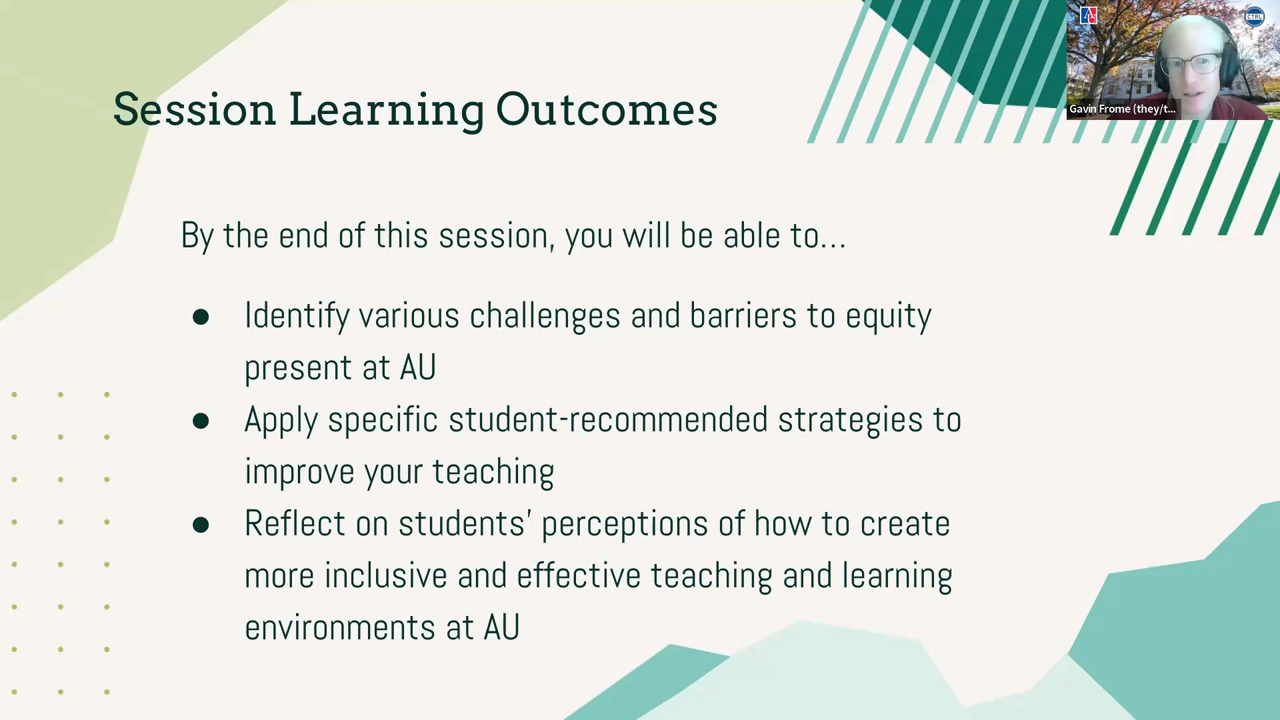 Session Learning Outcomes
By the end of this session, you will be able to...
● Identify various challenges and barriers to equity
present at AU
● Apply specific student-recommended strategies to
improve your teaching
● Reflect on students’ perceptions of how to create
more inclusive and effective teaching and learning
environments at AU
CTRL
Gavin Frome (they/t...